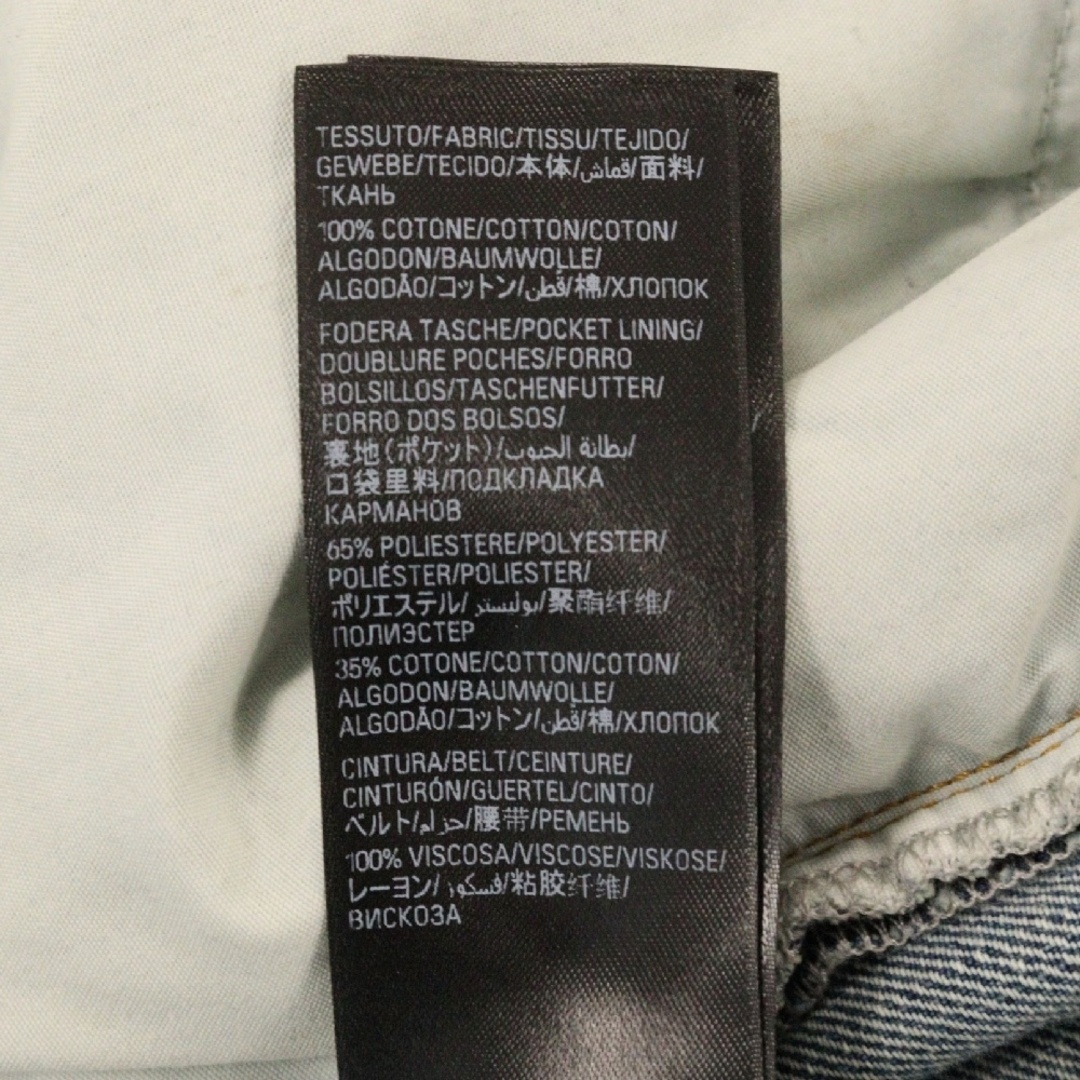 TESSUTO/FABRIC/TISSU/TEJIDO/
GEWEBE/TECIDO/本体/قماش/面料/
ТКАНЬ
100% COTONE/COTTON/COTON/
ALGODON/BAUMWOLLE/
ALGODÃO/コットン/قطن/棉/ХЛОПОК
FODERA TASCHE/POCKET LINING/
DOUBLURE POCHES/FORRO
BOLSILLOS/TASCHENFUTTER/
FORRO DOS BOLSOS/
裏地(ポケット)/بطانة الجيوب/
口袋里料/ПОДКЛАДКА
КАРМАНОВ
65% POLIESTERE/POLYESTER/
POLIÉSTER/POLIESTER/
ポリエステル/بوليستر/聚酯纤维/
ПОЛИЭСТЕР
35% COTONE/COTTON/COTON/
ALGODON/BAUMWOLLE/
ALGODÃO/コットン/قطن/棉/ХЛОПОК
CINTURA/BELT/CEINTURE/
CINTURÓN/GUERTEL/CINTO/
ベルト/حزام/腰带/РЕМЕНЬ
100% VISCOSA/VISCOSE/VISKOSE/
レーヨン/فسكوز/粘胶纤维/
ВИСКОЗА